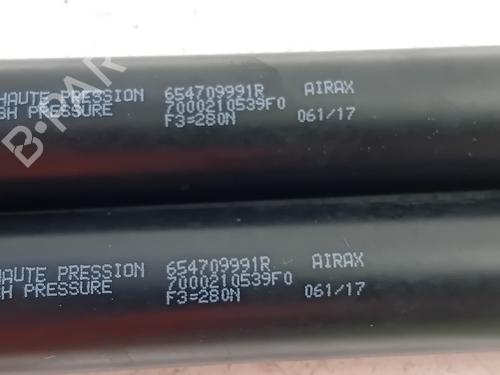 HAUTE PRESSION 654709991R AIRAX
PRESSURE 7000210539F0 061/17
F3=280N
HAUTE PRESSION 654709991R AIRAX
PRESSURE 7000210539F0 061/17
F3=280N
B-PARTS